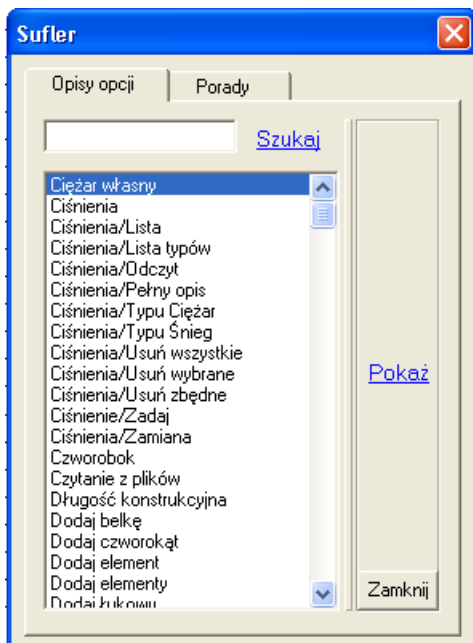 Sufler
Opisy opcji
Porady
Szukaj
Ciężar własny
Ciśnienia
Ciśnienia/Lista
Ciśnienia/Lista typów
Ciśnienia/Odczyt
Ciśnienia/Pełny opis
Ciśnienia/Typu Ciężar
Ciśnienia/Typu Śnieg
Ciśnienia/Usuń wszystkie
Ciśnienia/Usuń wybrane
Ciśnienia/Usuń zbędne
Ciśnienie/Zadaj
Ciśnienia/Zamiana
Czworobok
Czytanie z plików
Długość konstrukcyjna
Dodaj belkę
Dodaj czworokąt
Dodaj element
Dodaj elementy
Dodaj łukowu
Pokaż
Zamknij